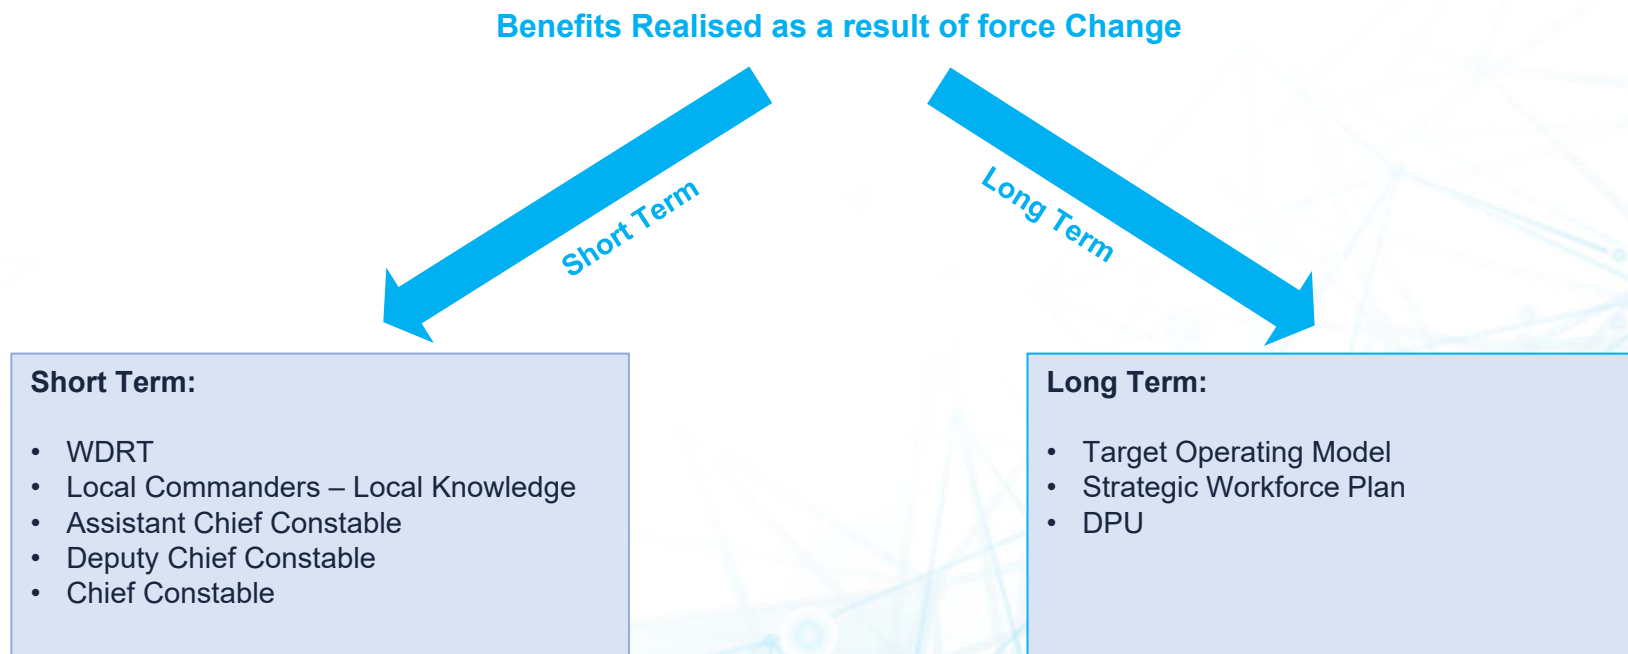 Benefits Realised as a result of force Change
Short Term
Long Term
Short Term:
• WDRT
• Local Commanders – Local Knowledge
• Assistant Chief Constable
• Deputy Chief Constable
• Chief Constable
Long Term:
• Target Operating Model
• Strategic Workforce Plan
• DPU